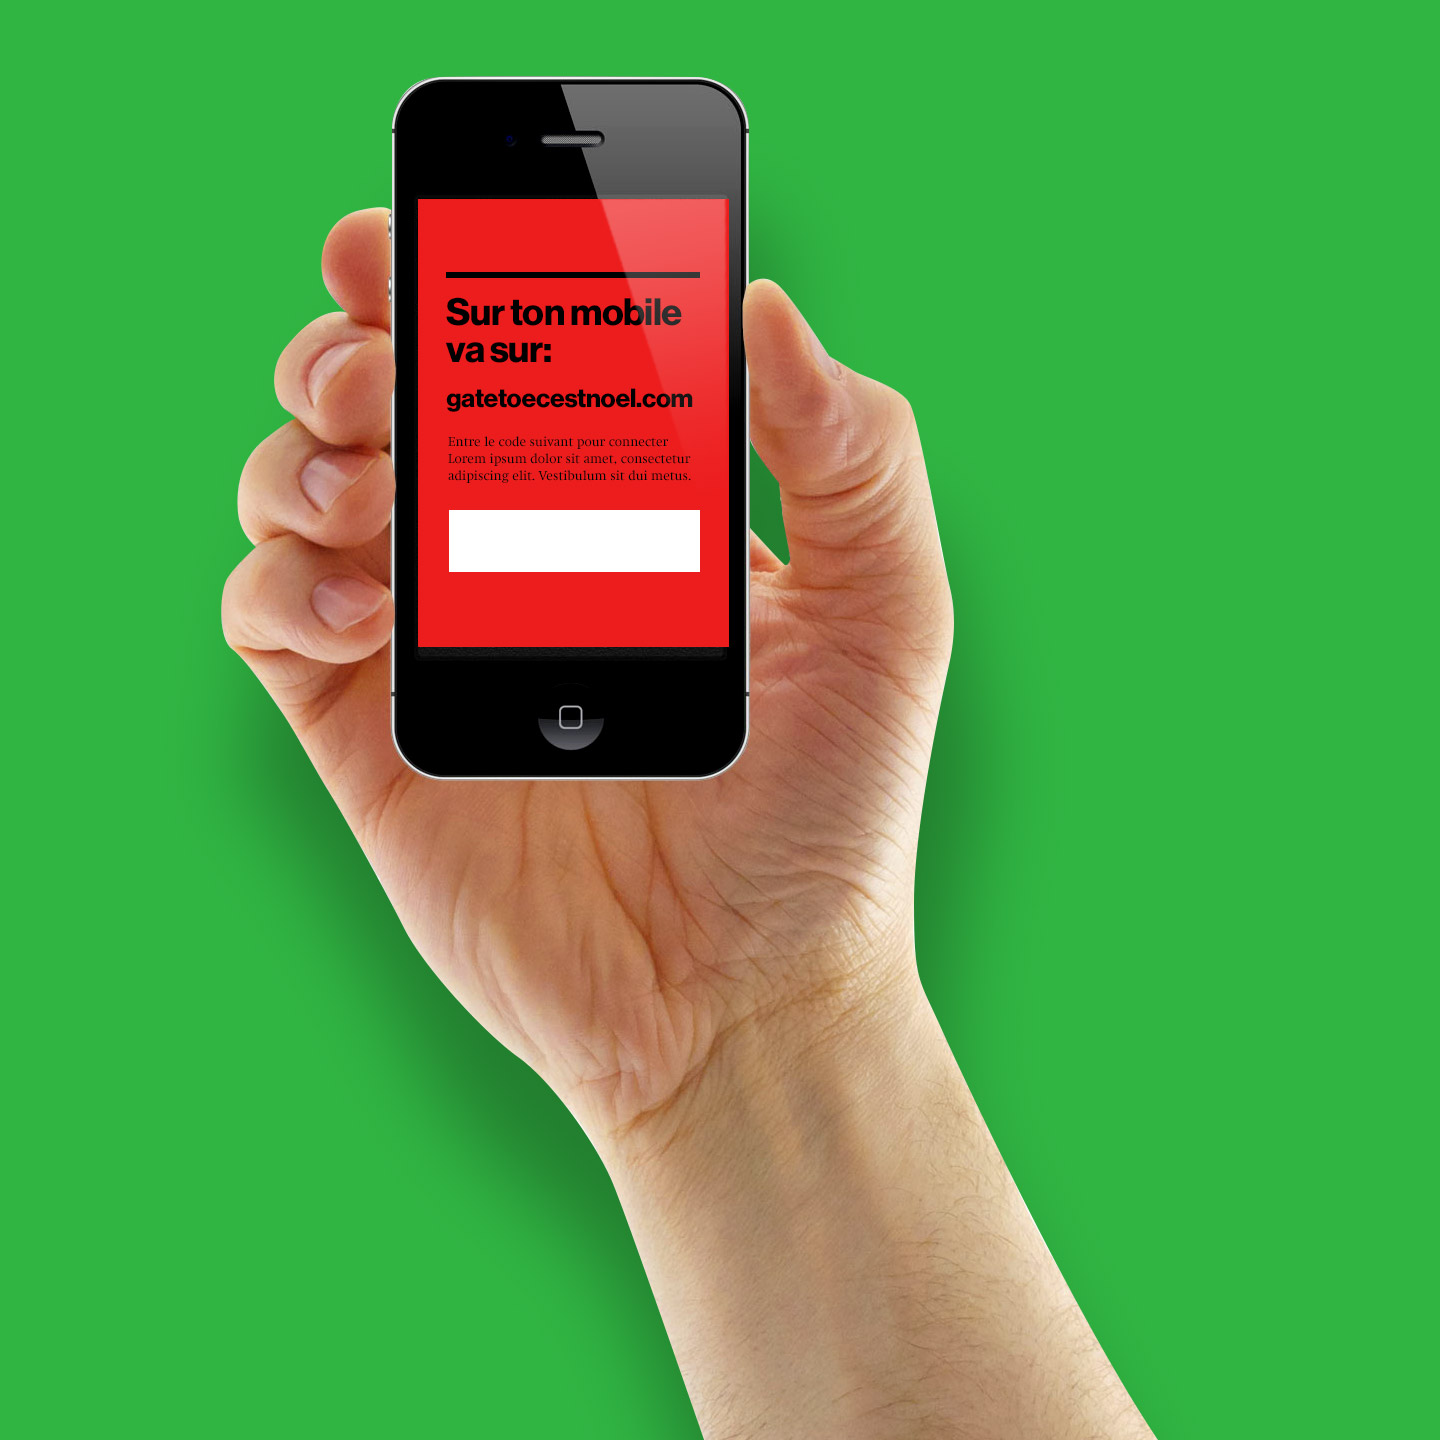 Sur ton mobile
va sur:
gatetoecestnoel.com
Entre le code suivant pour connecter
Lorem ipsum dolor sit amet, consectetur
adipiscing elit. Vestibulum sit dui metus.